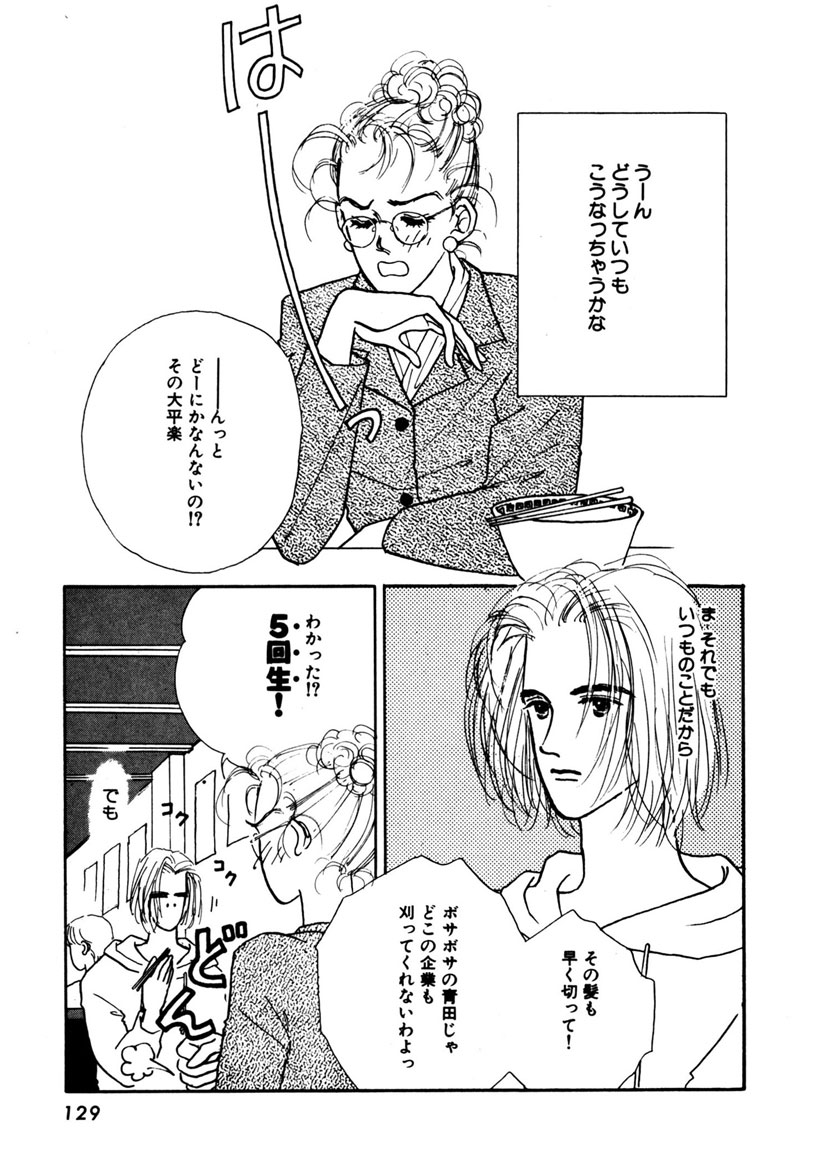 うーん
どうしていつも
こうなっちゃうかな
は
っ
——んっと
どーにかなんないの!?
その大平楽
ま それでも
いつものことだから
その髪も
早く切って！
ボサボサの青田じゃ
どこの企業も
刈ってくれないわよっ
わかった!?
5回生！
コク
コク
でも
どん
129